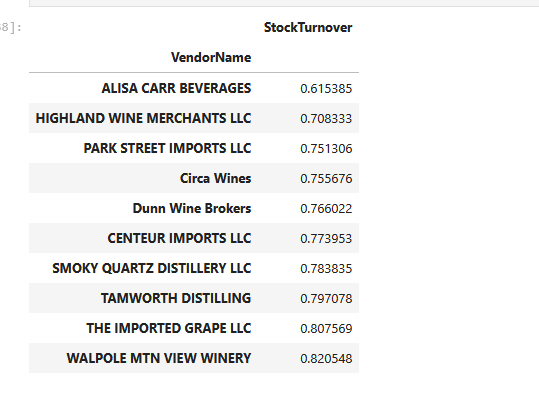 8]:
StockTurnover
VendorName
ALISA CARR BEVERAGES 0.615385
HIGHLAND WINE MERCHANTS LLC 0.708333
PARK STREET IMPORTS LLC 0.751306
Circa Wines 0.755676
Dunn Wine Brokers 0.766022
CENTEUR IMPORTS LLC 0.773953
SMOKY QUARTZ DISTILLERY LLC 0.783835
TAMWORTH DISTILLING 0.797078
THE IMPORTED GRAPE LLC 0.807569
WALPOLE MTN VIEW WINERY 0.820548